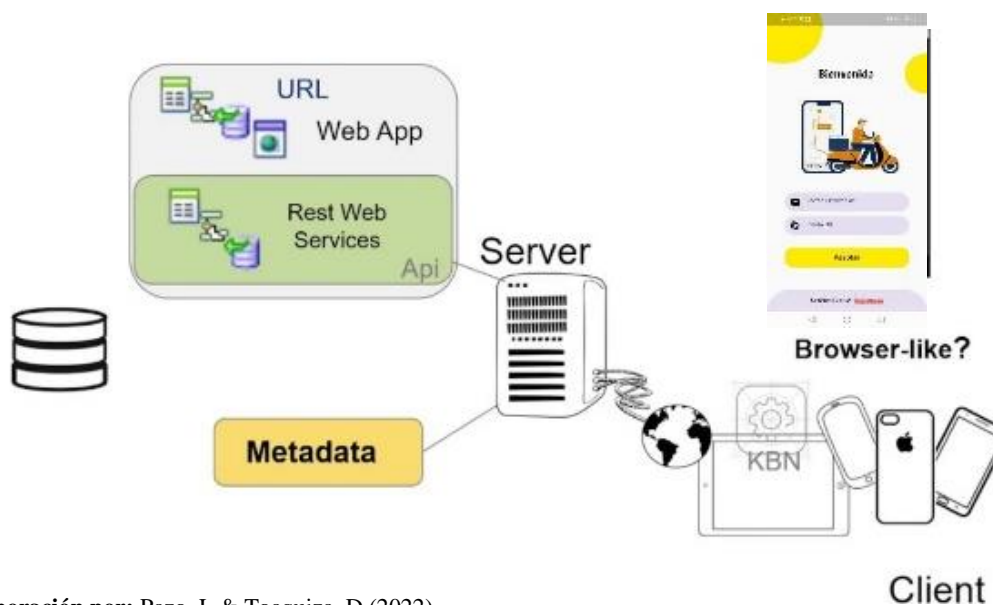 URL
Web App
Rest Web
Services
Api
Server
Metadata
Bienvenido
Browser-like?
KBN
Client